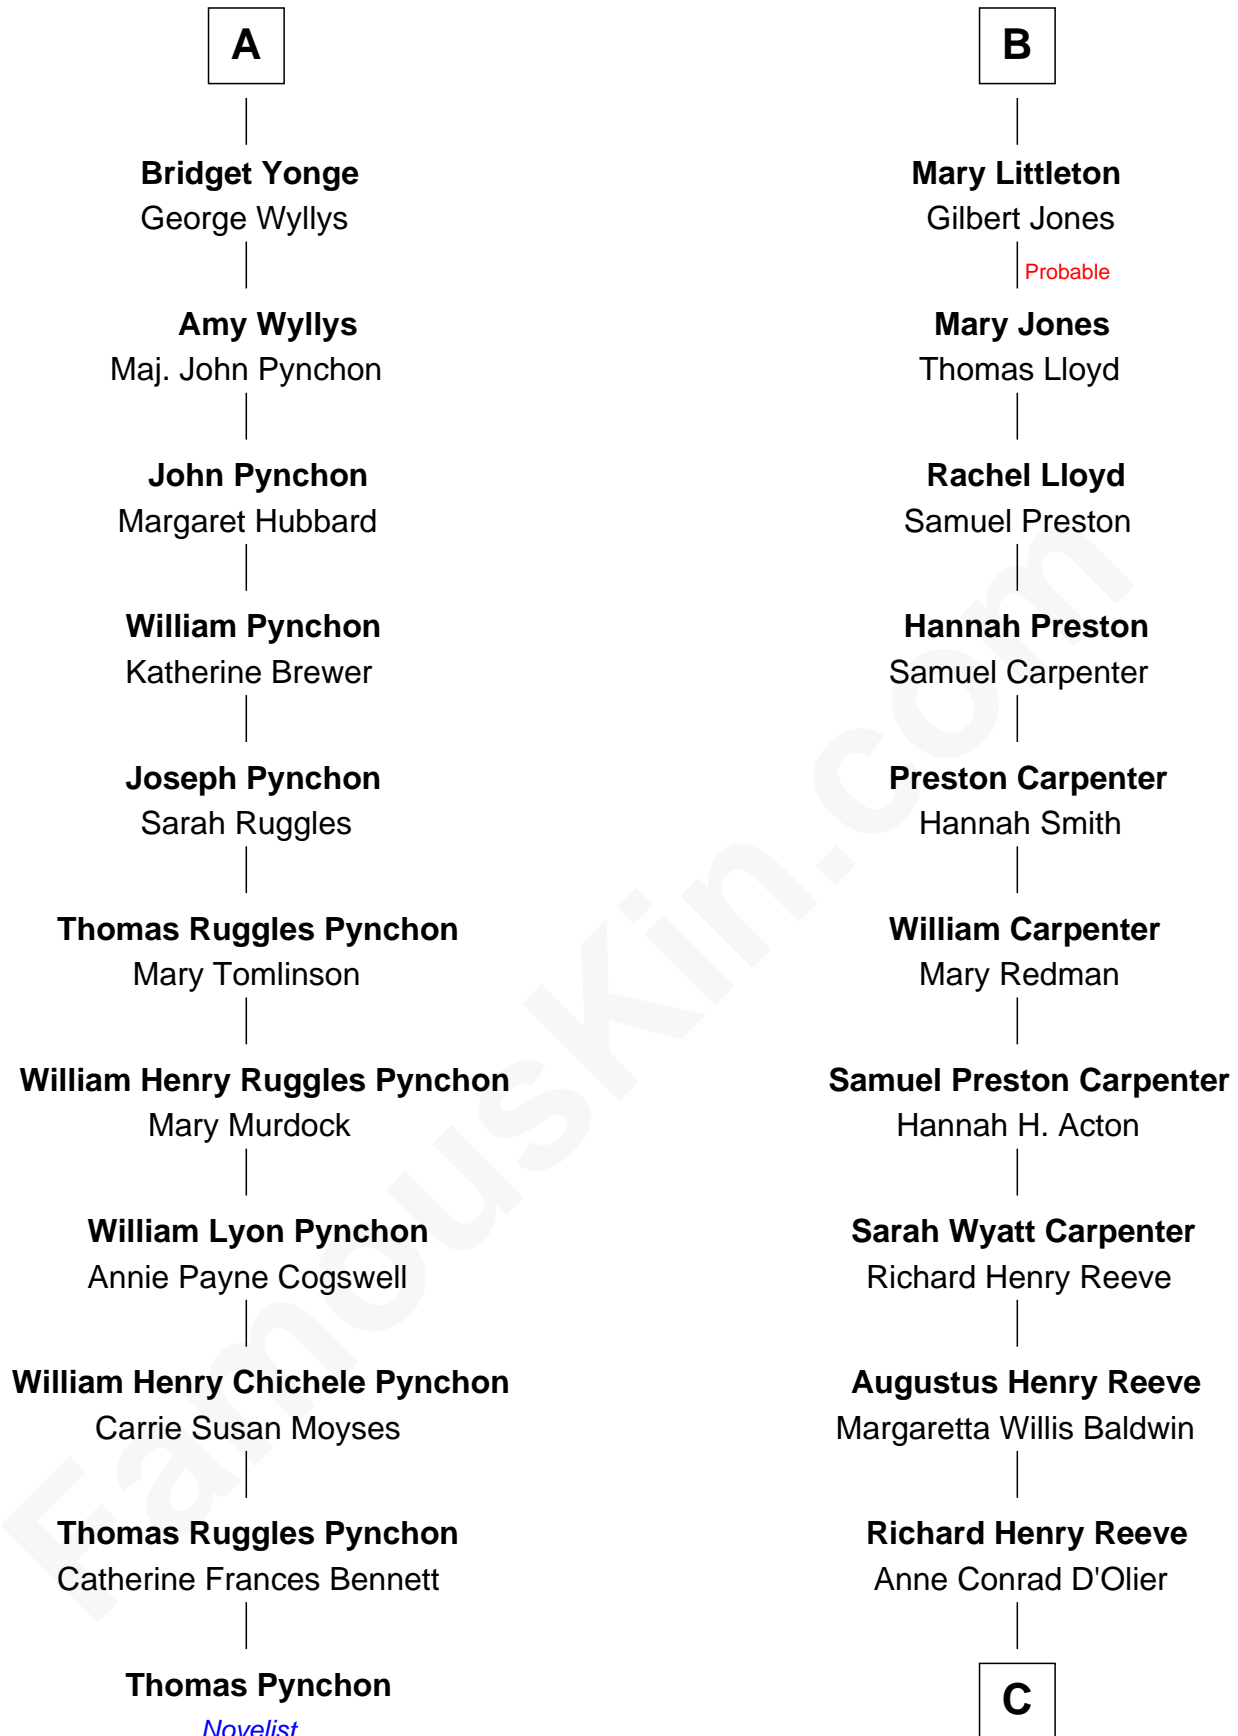 A
Bridget Yonge
George Wyllys
Amy Wyllys
Maj. John Pynchon
John Pynchon
Margaret Hubbard
William Pynchon
Katherine Brewer
Joseph Pynchon
Sarah Ruggles
Thomas Ruggles Pynchon
Mary Tomlinson
William Henry Ruggles Pynchon
Mary Murdock
William Lyon Pynchon
Annie Payne Cogswell
William Henry Chichele Pynchon
Carrie Susan Moyses
Thomas Ruggles Pynchon
Catherine Frances Bennett
Thomas Pynchon
Novelist
B
Mary Littleton
Gilbert Jones
Probable
Mary Jones
Thomas Lloyd
Rachel Lloyd
Samuel Preston
Hannah Preston
Samuel Carpenter
Preston Carpenter
Hannah Smith
William Carpenter
Mary Redman
Samuel Preston Carpenter
Hannah H. Acton
Sarah Wyatt Carpenter
Richard Henry Reeve
Augustus Henry Reeve
Margaretta Willis Baldwin
Richard Henry Reeve
Anne Conrad D'Olier
C
FamousKin.com